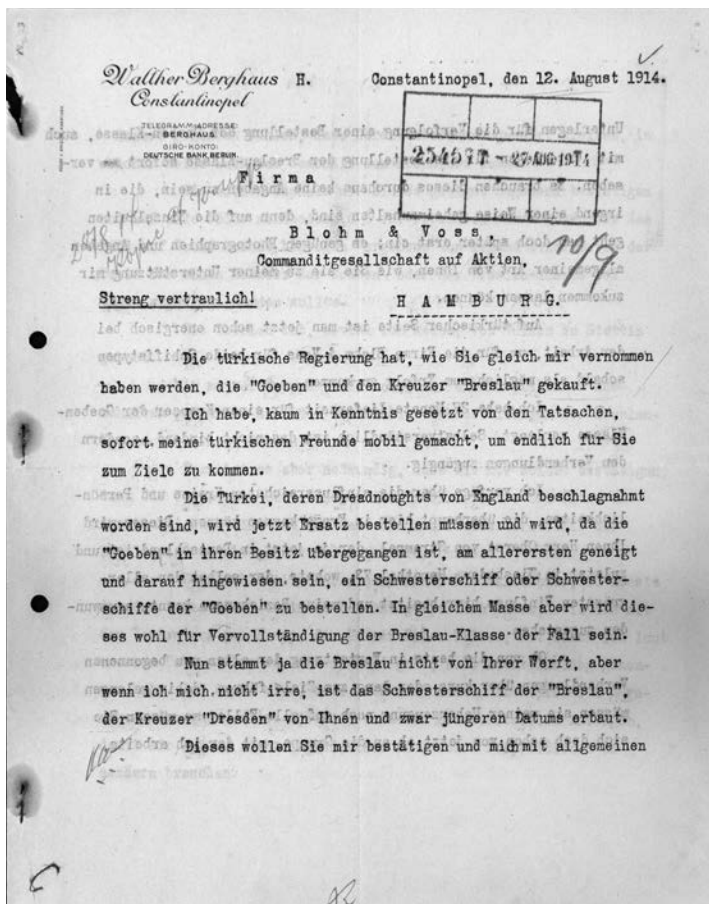 Walther Berghaus H.
Constantinopel
TELEGRAMM-ADRESSE:
BERGHAUS
GIRO-KONTO:
DEUTSCHE BANK, BERLIN.
Constantinopel, den 12. August 1914.
- 27. AUG 1914
Firma
Blohm & Voss,
Commanditgesellschaft auf Aktien,
10/9
Streng vertraulich!
HAMBURG.
Die türkische Regierung hat, wie Sie gleich mir vernommen
haben werden, die "Goeben" und den Kreuzer "Breslau" gekauft.
Ich habe, kaum in Kenntnis gesetzt von den Tatsachen,
sofort meine türkischen Freunde mobil gemacht, um endlich für Sie
zum Ziele zu kommen.
Die Türkei, deren Dreadnoughts von England beschlagnahmt
worden sind, wird jetzt Ersatz bestellen müssen und wird, da die
"Goeben" in ihren Besitz übergegangen ist, am allerersten geneigt
und darauf hingewiesen sein, ein Schwesterschiff oder Schwester-
schiffe der "Goeben" zu bestellen. In gleichem Masse aber wird die-
ses wohl für Vervollständigung der Breslau-Klasse der Fall sein.
Nun stammt ja die Breslau nicht von Ihrer Werft, aber
wenn ich mich nicht irre, ist das Schwesterschiff der "Breslau",
der Kreuzer "Dresden" von Ihnen und zwar jüngeren Datums erbaut.
Dieses wollen Sie mir bestätigen und mich mit allgemeinen